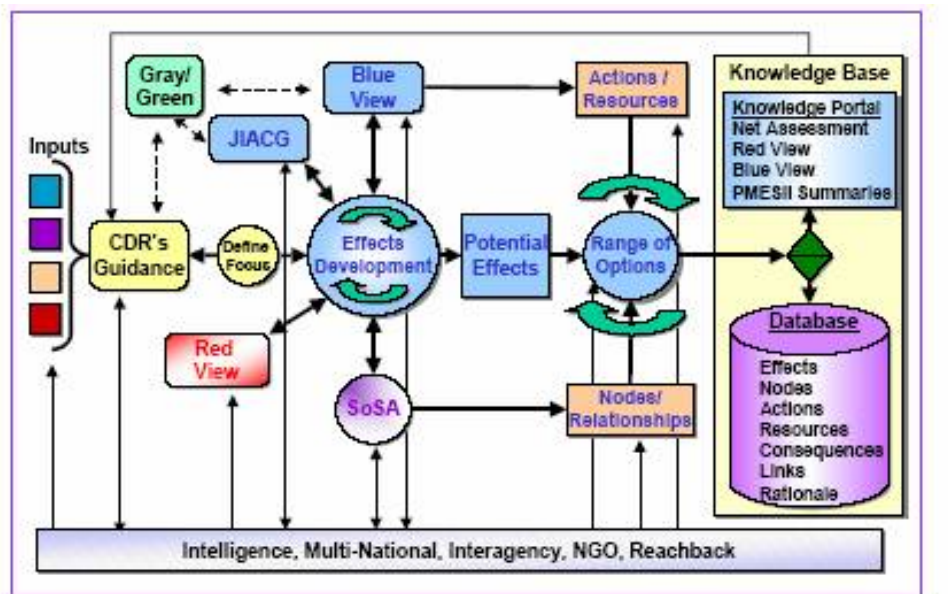 Gray/
Green
Blue
View
Actions /
Resources
Knowledge Base
Knowledge Portal
Net Assessment
Red View
Blue View
PMESII Summaries
JIACG
Inputs
CDR's
Guidance
Define
Focus
Effects
Development
Potential
Effects
Range of
Options
Red
View
SoSA
Nodes/
Relationships
Database
Effects
Nodes
Actions
Resources
Consequences
Links
Rationale
Intelligence, Multi-National, Interagency, NGO, Reachback